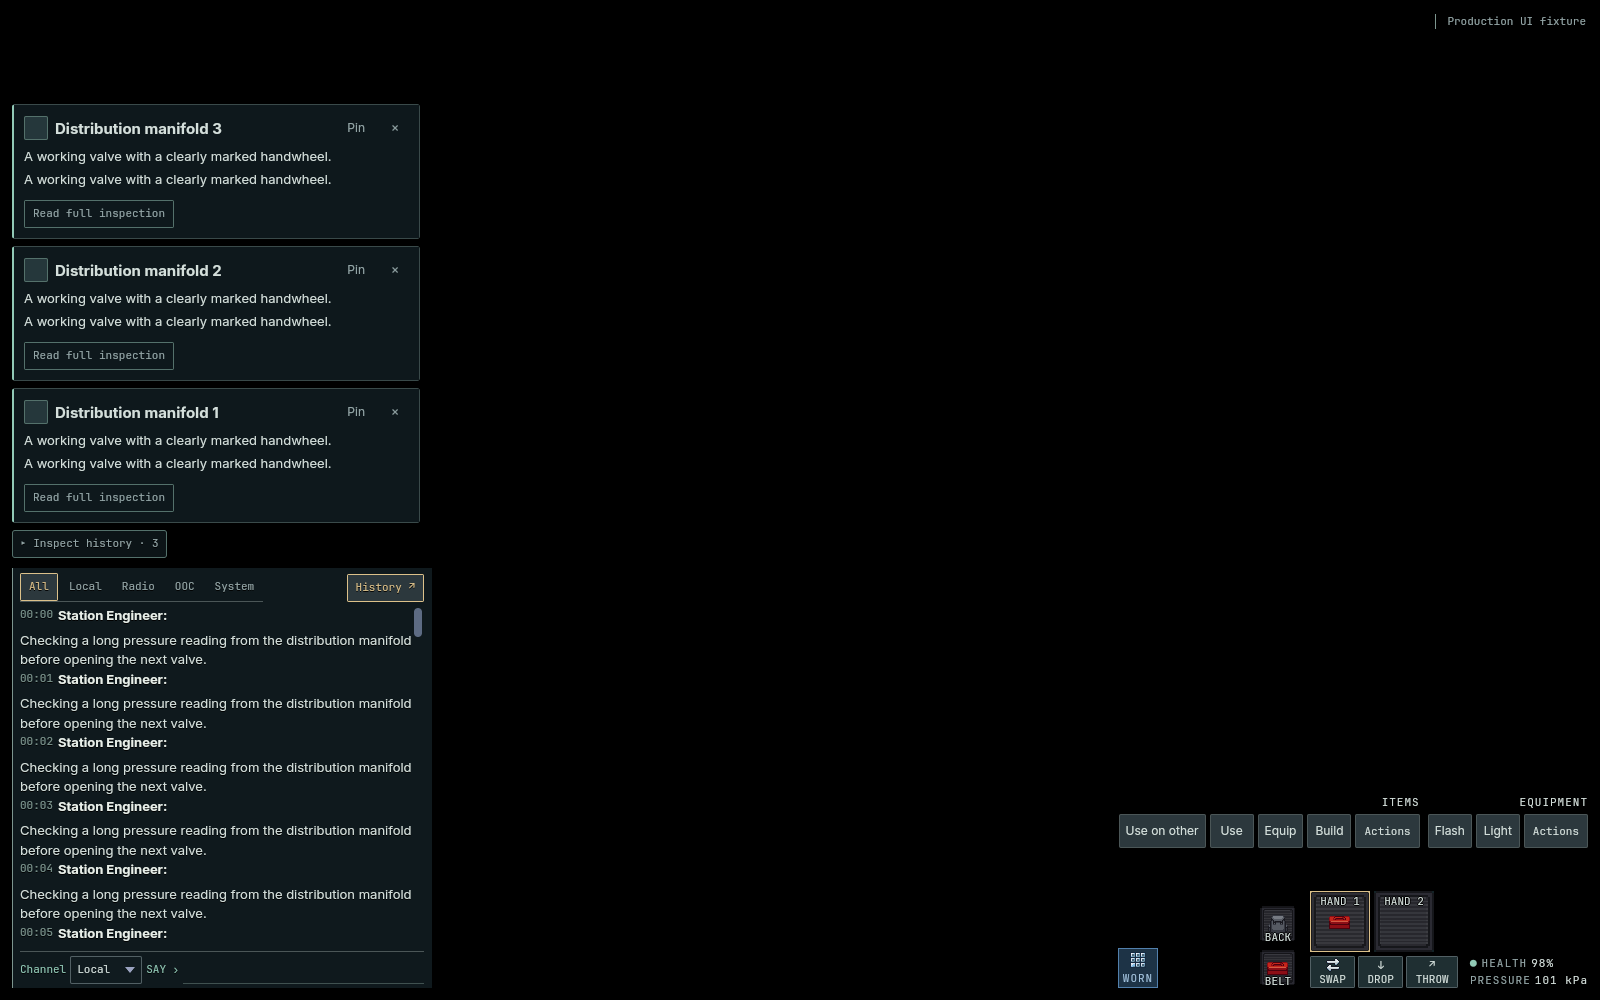 Production UI fixture
Distribution manifold 3 Pin ×
A working valve with a clearly marked handwheel.
A working valve with a clearly marked handwheel.
Read full inspection
Distribution manifold 2 Pin ×
A working valve with a clearly marked handwheel.
A working valve with a clearly marked handwheel.
Read full inspection
Distribution manifold 1 Pin ×
A working valve with a clearly marked handwheel.
A working valve with a clearly marked handwheel.
Read full inspection
▸ Inspect history · 3
All Local Radio OOC System History ↗
00:00 Station Engineer:
Checking a long pressure reading from the distribution manifold
before opening the next valve.
00:01 Station Engineer:
Checking a long pressure reading from the distribution manifold
before opening the next valve.
00:02 Station Engineer:
Checking a long pressure reading from the distribution manifold
before opening the next valve.
00:03 Station Engineer:
Checking a long pressure reading from the distribution manifold
before opening the next valve.
00:04 Station Engineer:
Checking a long pressure reading from the distribution manifold
before opening the next valve.
00:05 Station Engineer:
Channel Local SAY ›
ITEMS EQUIPMENT
Use on other Use Equip Build Actions Flash Light Actions
HAND 1 HAND 2
BACK
WORN
BELT
SWAP DROP THROW
HEALTH 98%
PRESSURE 101 kPa